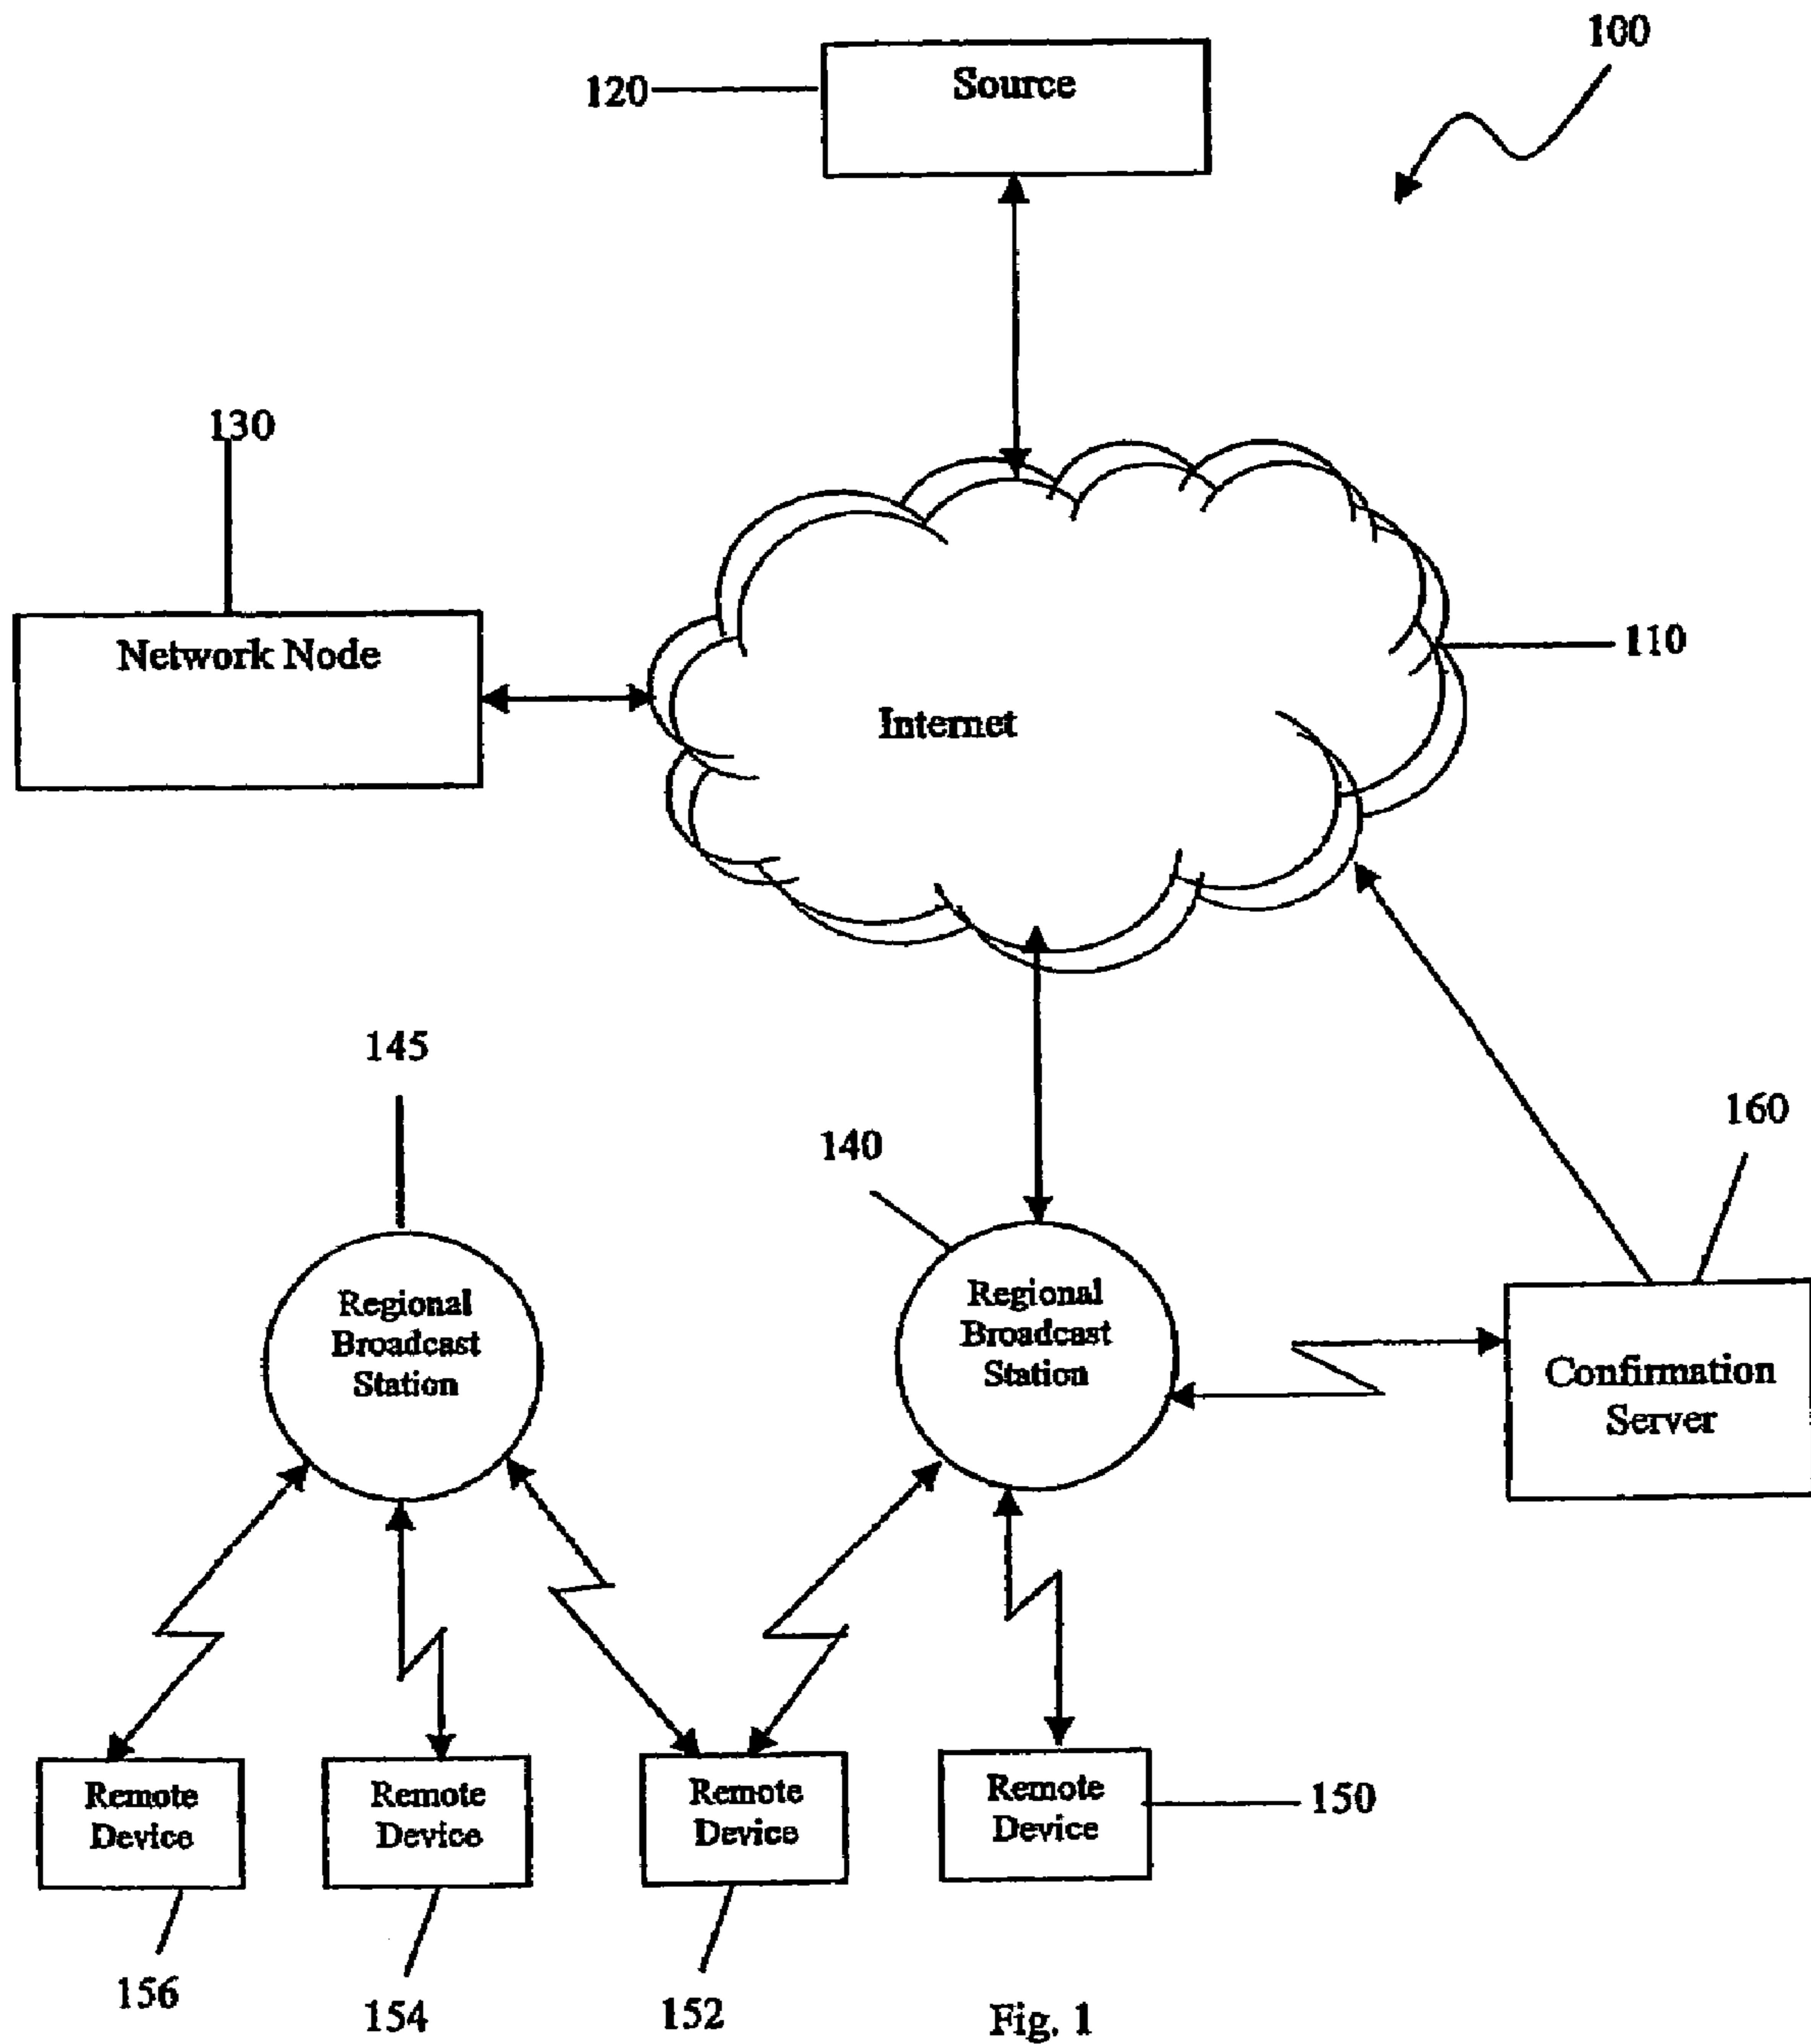 100
120
Source
130
Network Node
110
Internet
145
140
160
Regional
Broadcast
Station
Regional
Broadcast
Station
Confirmation
Server
Remote
Device
Remote
Device
Remote
Device
Remote
Device
150
156
154
152
Fig. 1